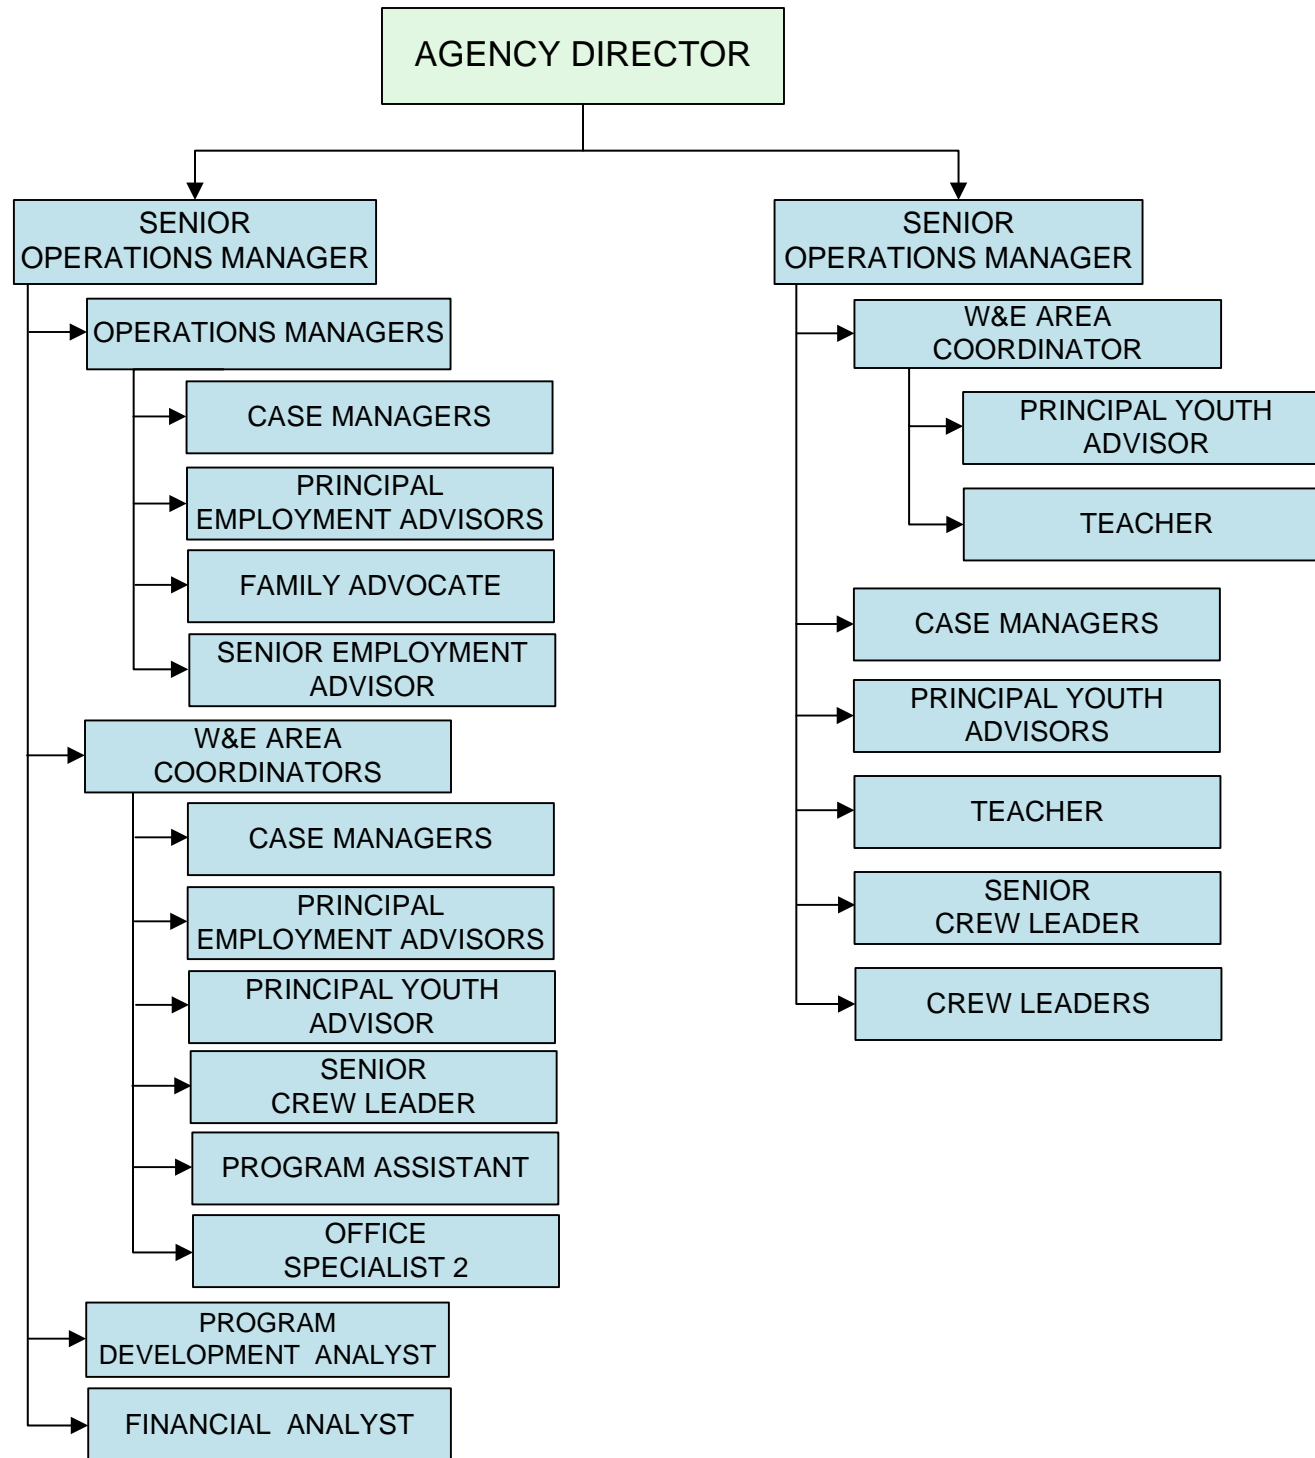 AGENCY DIRECTOR
SENIOR
OPERATIONS MANAGER
OPERATIONS MANAGERS
CASE MANAGERS
PRINCIPAL
EMPLOYMENT ADVISORS
FAMILY ADVOCATE
SENIOR EMPLOYMENT
ADVISOR
W&E AREA
COORDINATORS
CASE MANAGERS
PRINCIPAL
EMPLOYMENT ADVISORS
PRINCIPAL YOUTH
ADVISOR
SENIOR
CREW LEADER
PROGRAM ASSISTANT
OFFICE
SPECIALIST 2
PROGRAM
DEVELOPMENT ANALYST
FINANCIAL ANALYST
SENIOR
OPERATIONS MANAGER
W&E AREA
COORDINATOR
PRINCIPAL YOUTH
ADVISOR
TEACHER
CASE MANAGERS
PRINCIPAL YOUTH
ADVISORS
TEACHER
SENIOR
CREW LEADER
CREW LEADERS